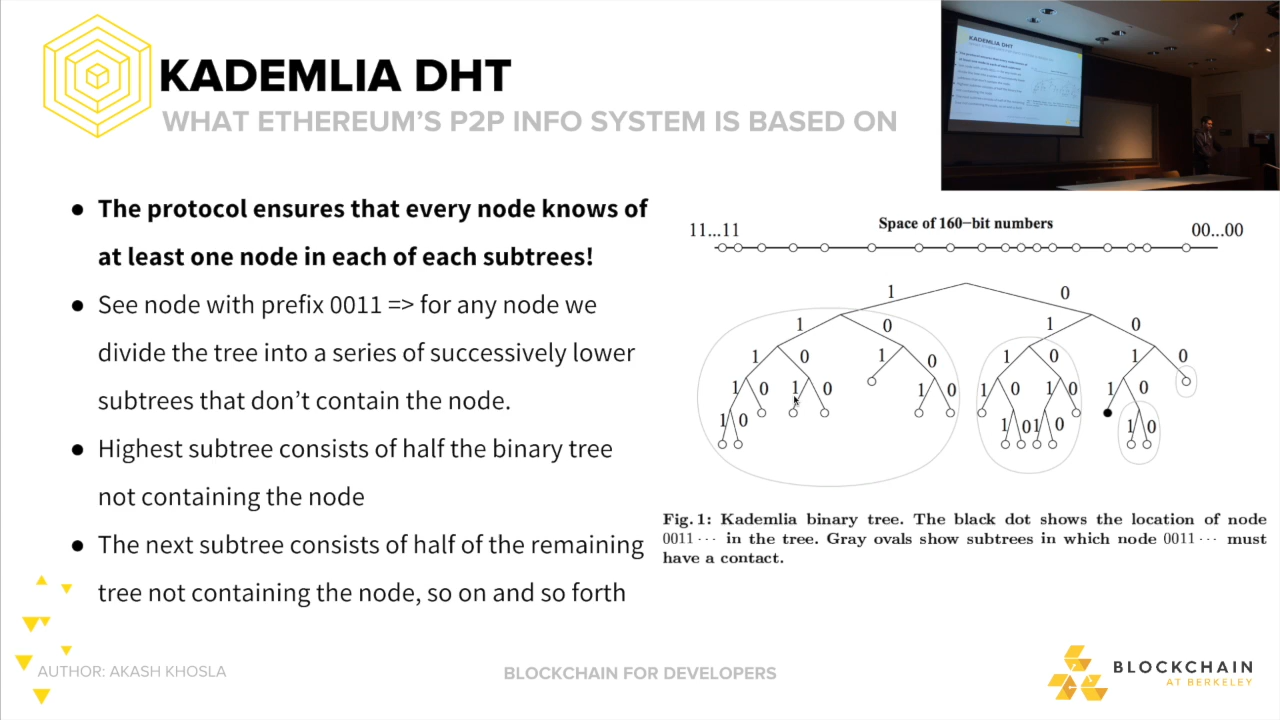 KADEMLIA DHT
WHAT ETHEREUM'S P2P INFO SYSTEM IS BASED ON
● The protocol ensures that every node knows of
at least one node in each of each subtrees!
● See node with prefix 0011 => for any node we
divide the tree into a series of successively lower
subtrees that don't contain the node.
● Highest subtree consists of half the binary tree
not containing the node
● The next subtree consists of half of the remaining
tree not containing the node, so on and so forth
KADEMLIA DHT
Space of 160-bit numbers
11...11 00...00
1 0
1 0 1 0
1 0 1 0 1 0 1 0
1 0 1 0 1 0 1 0 1 0 1 0
1 0 1 0 1 0 1 0
Fig. 1: Kademlia binary tree. The black dot shows the location of node
0011··· in the tree. Gray ovals show subtrees in which node 0011··· must
have a contact.
AUTHOR: AKASH KHOSLA
BLOCKCHAIN FOR DEVELOPERS
BLOCKCHAIN
AT BERKELEY